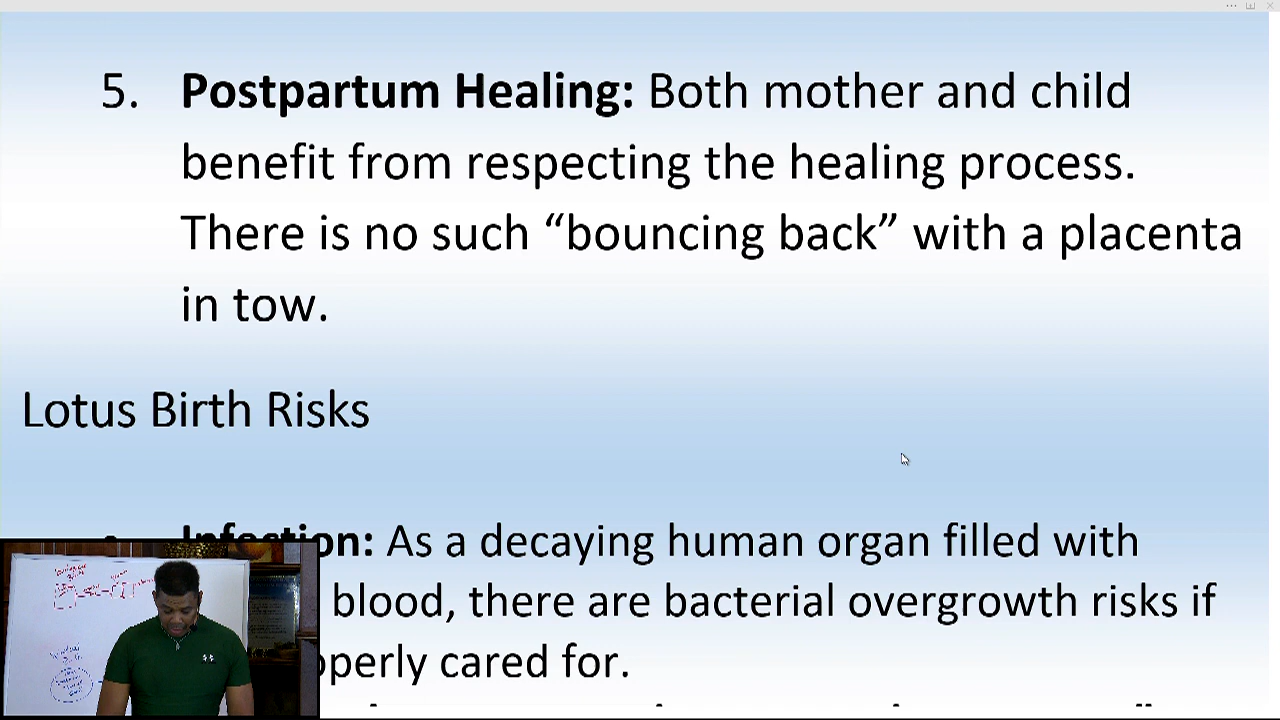 5. Postpartum Healing: Both mother and child
benefit from respecting the healing process.
There is no such “bouncing back” with a placenta
in tow.
Lotus Birth Risks
Infection: As a decaying human organ filled with
blood, there are bacterial overgrowth risks if
operly cared for.